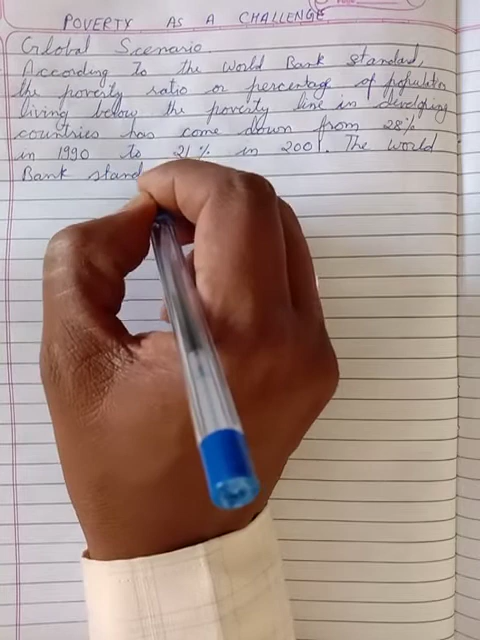 POVERTY AS A CHALLENGE
Global Scenario
According to the World Bank standard,
the poverty ratio or percentage of population
living below the poverty line in developing
countries has come down from 28%
in 1990 to 21% in 2001. The world
Bank stand